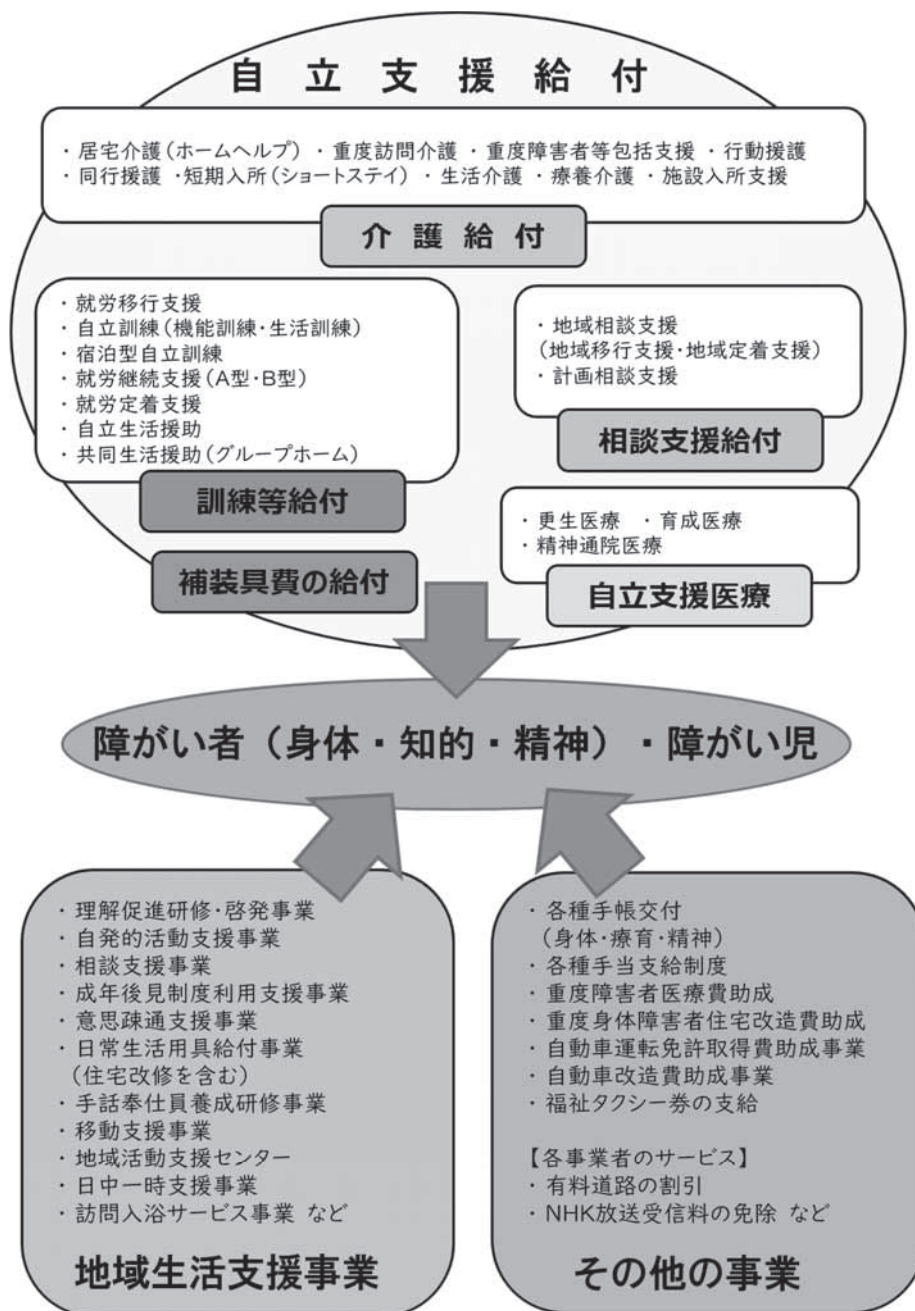 自立支援給付
・居宅介護(ホームヘルプ) ・重度訪問介護 ・重度障害者等包括支援 ・行動援護
・同行援護 ・短期入所(ショートステイ) ・生活介護 ・療養介護 ・施設入所支援
介護給付
・就労移行支援
・自立訓練(機能訓練・生活訓練)
・宿泊型自立訓練
・就労継続支援(A型・B型)
・就労定着支援
・自立生活援助
・共同生活援助(グループホーム)
訓練等給付
・地域相談支援
(地域移行支援・地域定着支援)
・計画相談支援
相談支援給付
補装具費の給付
・更生医療 ・育成医療
・精神通院医療
自立支援医療
障がい者(身体・知的・精神)・障がい児
・理解促進研修・啓発事業
・自発的活動支援事業
・相談支援事業
・成年後見制度利用支援事業
・意思疎通支援事業
・日常生活用具給付事業
(住宅改修を含む)
・手話奉仕員養成研修事業
・移動支援事業
・地域活動支援センター
・日中一時支援事業
・訪問入浴サービス事業 など
地域生活支援事業
・各種手帳交付
(身体・療育・精神)
・各種手当支給制度
・重度障害者医療費助成
・重度身体障害者住宅改造費助成
・自動車運転免許取得費助成事業
・自動車改造費助成事業
・福祉タクシー券の支給
【各事業者のサービス】
・有料道路の割引
・NHK放送受信料の免除 など
その他の事業